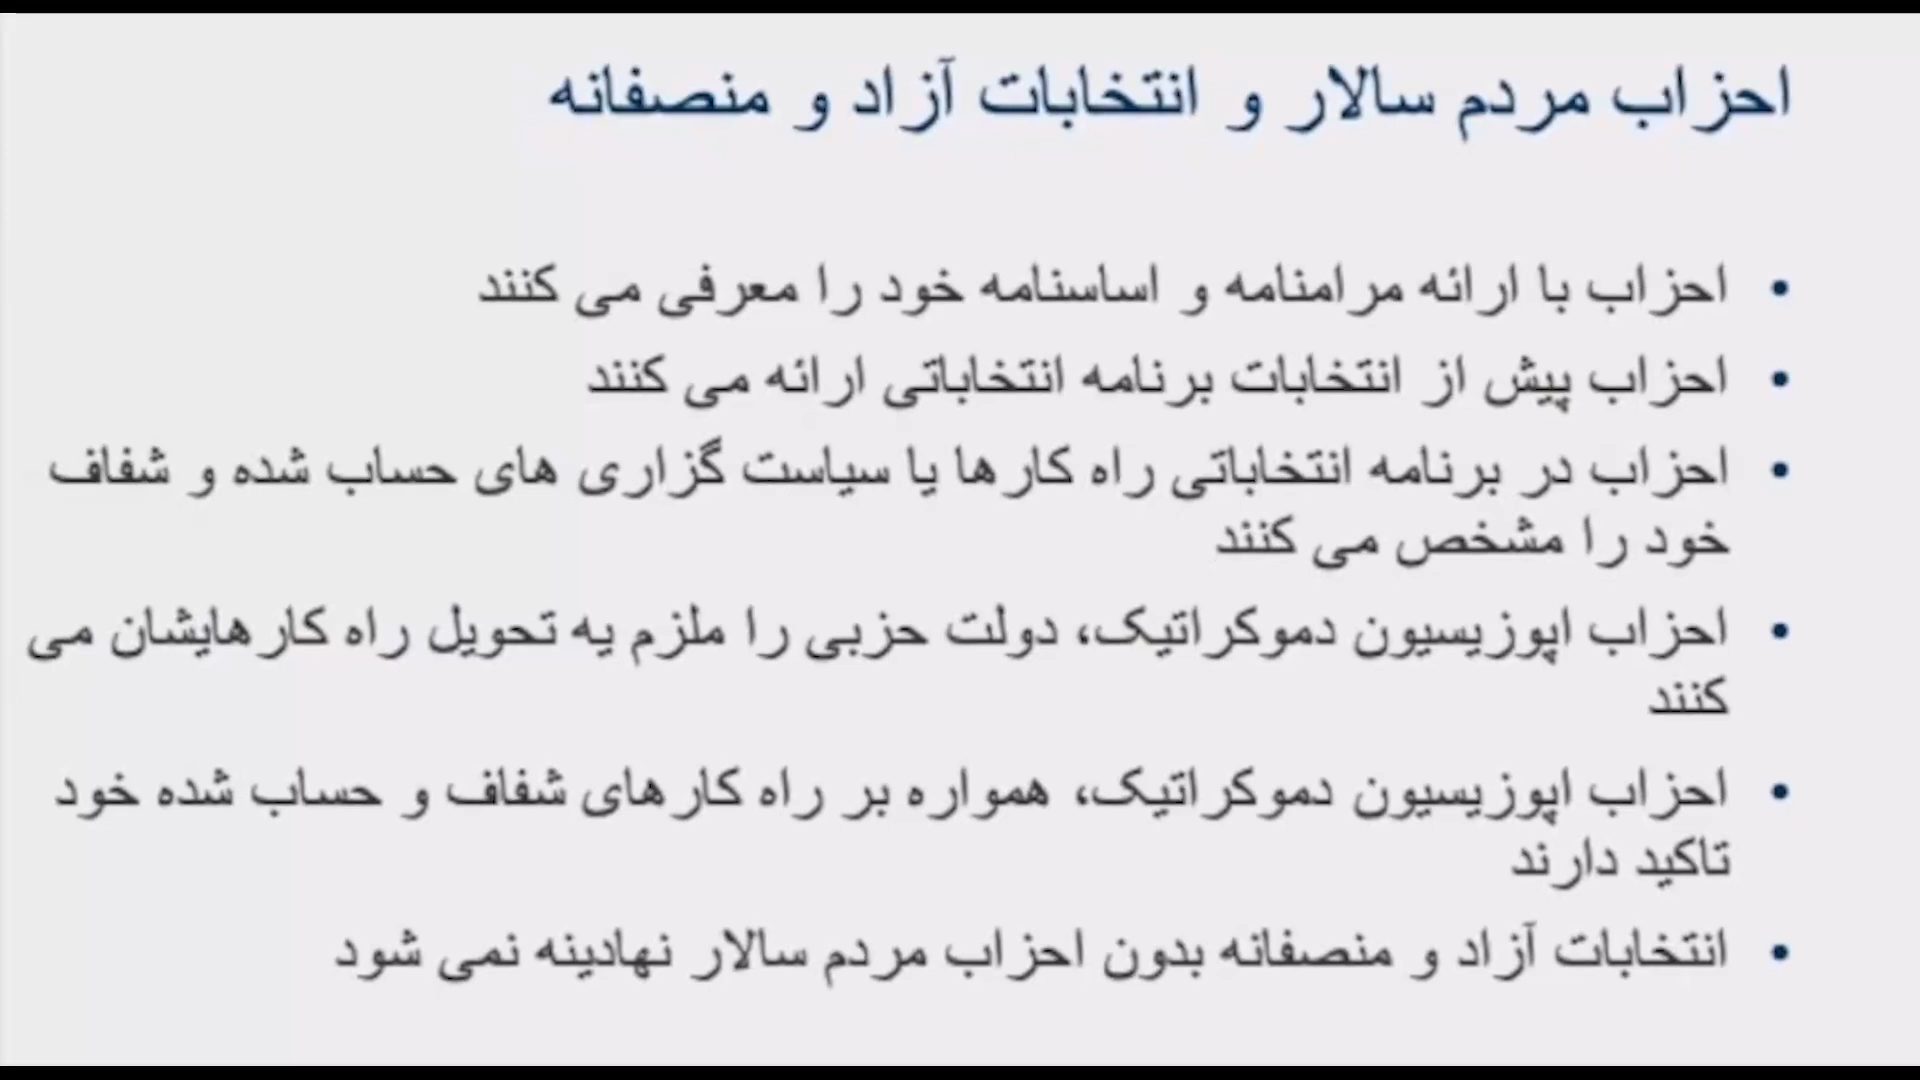 احزاب مردم سالار و انتخابات آزاد و منصفانه
• احزاب با ارائه مرامنامه و اساسنامه خود را معرفی می کنند
• احزاب پیش از انتخابات برنامه انتخاباتی ارائه می کنند
• احزاب در برنامه انتخاباتی راه کارها یا سیاست گزاری های حساب شده و شفاف
خود را مشخص می کنند
• احزاب اپوزیسیون دموکراتیک، دولت حزبی را ملزم یه تحویل راه کارهایشان می
کنند
• احزاب اپوزیسیون دموکراتیک، همواره بر راه کارهای شفاف و حساب شده خود
تاکید دارند
• انتخابات آزاد و منصفانه بدون احزاب مردم سالار نهادینه نمی شود